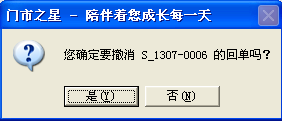 门市之星 - 陪伴着您成长每一天
您确定要撤消 S_1307-0006 的回单吗?
是(Y) 否(N)